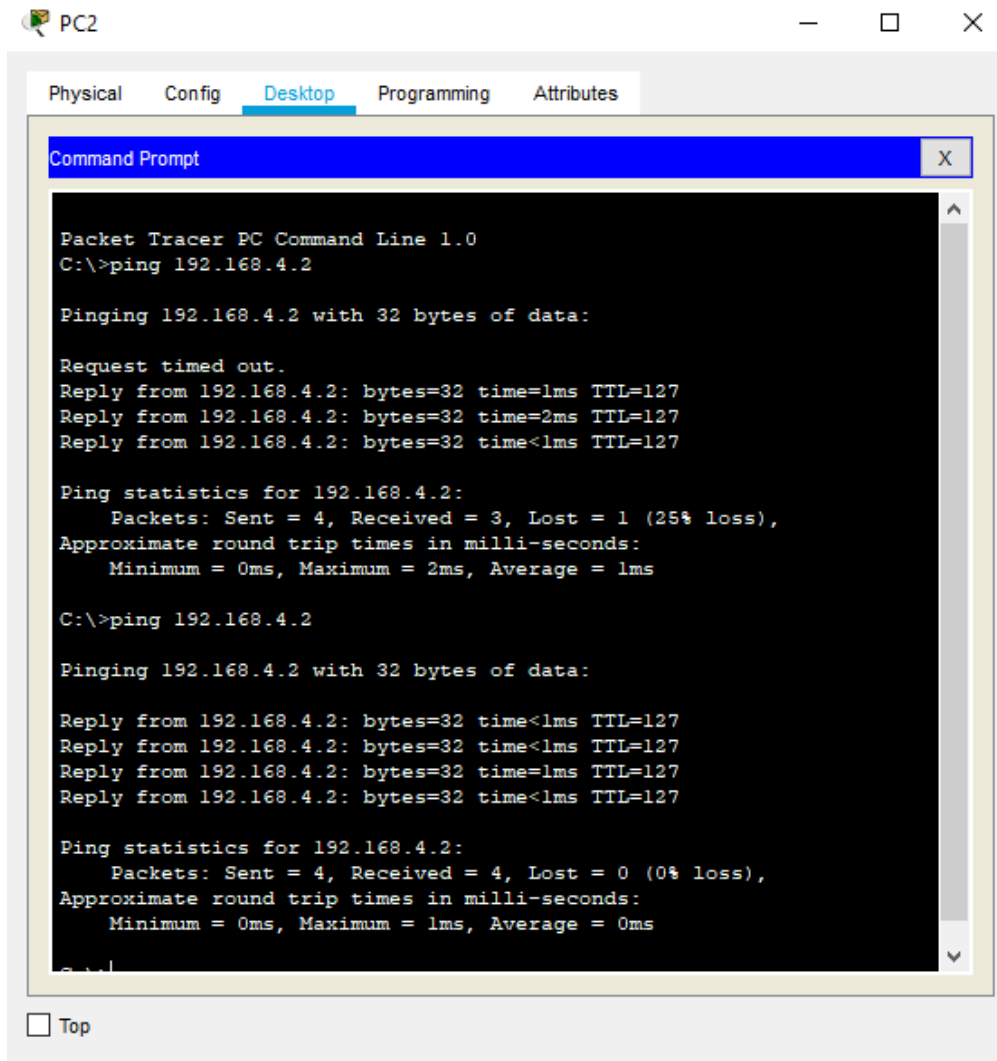 PC2
Physical Config Desktop Programming Attributes
Command Prompt X
Packet Tracer PC Command Line 1.0
C:\>ping 192.168.4.2
Pinging 192.168.4.2 with 32 bytes of data:
Request timed out.
Reply from 192.168.4.2: bytes=32 time=1ms TTL=127
Reply from 192.168.4.2: bytes=32 time=2ms TTL=127
Reply from 192.168.4.2: bytes=32 time<1ms TTL=127
Ping statistics for 192.168.4.2:
    Packets: Sent = 4, Received = 3, Lost = 1 (25% loss),
Approximate round trip times in milli-seconds:
    Minimum = 0ms, Maximum = 2ms, Average = 1ms
C:\>ping 192.168.4.2
Pinging 192.168.4.2 with 32 bytes of data:
Reply from 192.168.4.2: bytes=32 time<1ms TTL=127
Reply from 192.168.4.2: bytes=32 time<1ms TTL=127
Reply from 192.168.4.2: bytes=32 time=1ms TTL=127
Reply from 192.168.4.2: bytes=32 time<1ms TTL=127
Ping statistics for 192.168.4.2:
    Packets: Sent = 4, Received = 4, Lost = 0 (0% loss),
Approximate round trip times in milli-seconds:
    Minimum = 0ms, Maximum = 1ms, Average = 0ms
Top